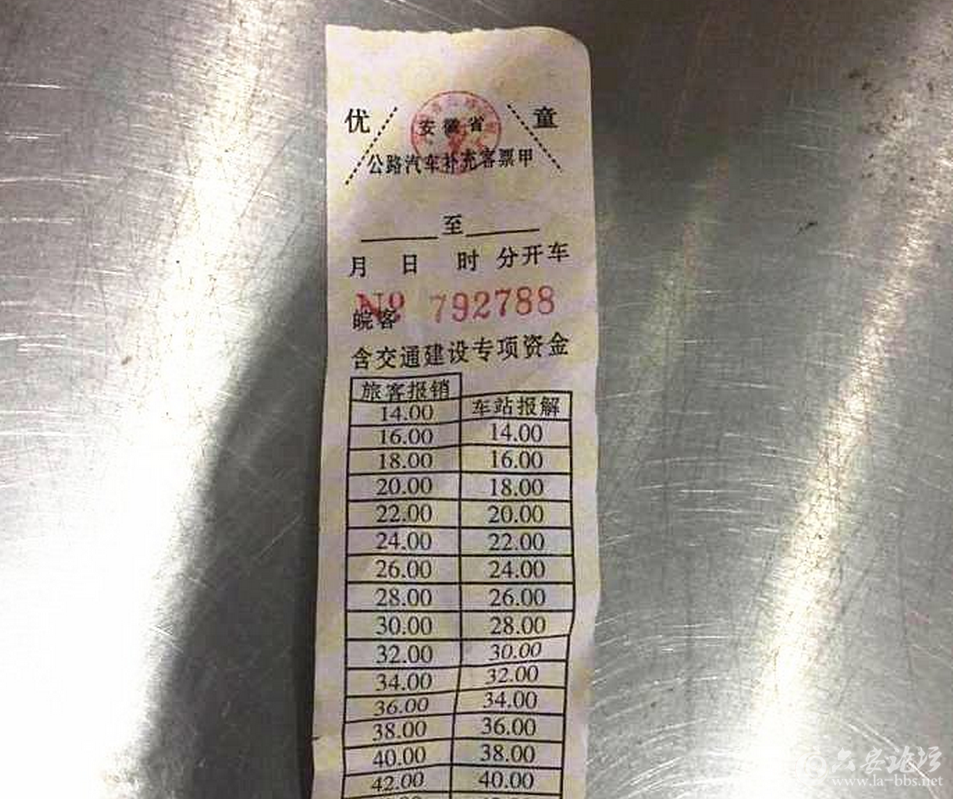 优 安徽省 童
公路汽车补充客票甲
至
月 日 时 分开车
皖客 № 792788
含交通建设专项资金
旅客报销 车站报解
14.00
16.00 14.00
18.00 16.00
20.00 18.00
22.00 20.00
24.00 22.00
26.00 24.00
28.00 26.00
30.00 28.00
32.00 30.00
34.00 32.00
36.00 34.00
38.00 36.00
40.00 38.00
42.00 40.00
六安论坛
www.la-bbs.net